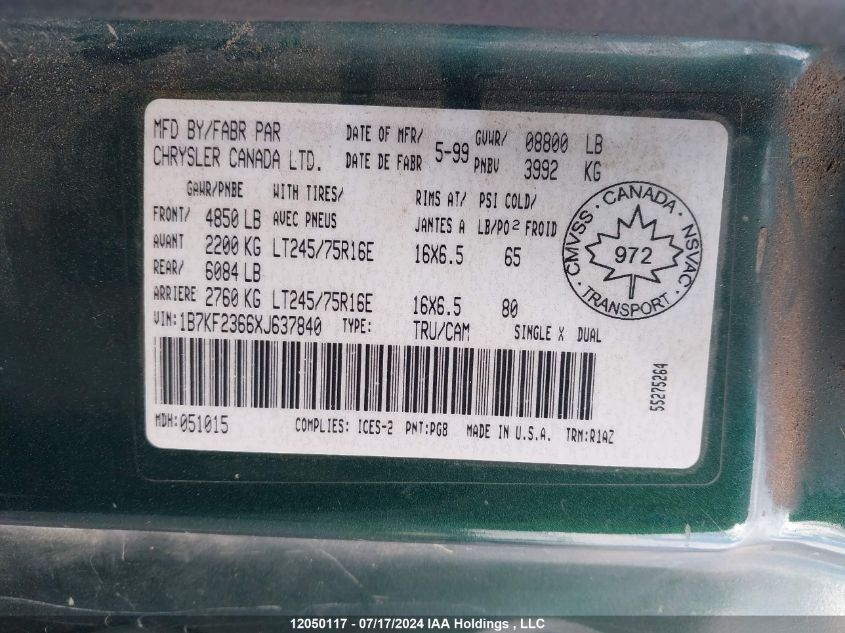 MFD BY/FABR PAR DATE OF MFR/ 5-99 GVWR/ 08800 LB
CHRYSLER CANADA LTD. DATE DE FABR PNBV 3992 KG
GAWR/PNBE WITH TIRES/ RIMS AT/ PSI COLD/
FRONT/ 4850 LB AVEC PNEUS JANTES A LB/PO² FROID
AVANT 2200 KG LT245/75R16E 16X6.5 65
REAR/ 6084 LB
ARRIERE 2760 KG LT245/75R16E 16X6.5 80
VIN:1B7KF2366XJ637840 TYPE: TRU/CAM SINGLE X DUAL
MDH:051015 COMPLIES: ICES-2 PNT:PGB MADE IN U.S.A. TRM:R1AZ
CMVSS · CANADA · NSVAC · TRANSPORT ·
972
55275264
12050117 - 07/17/2024 IAA Holdings , LLC